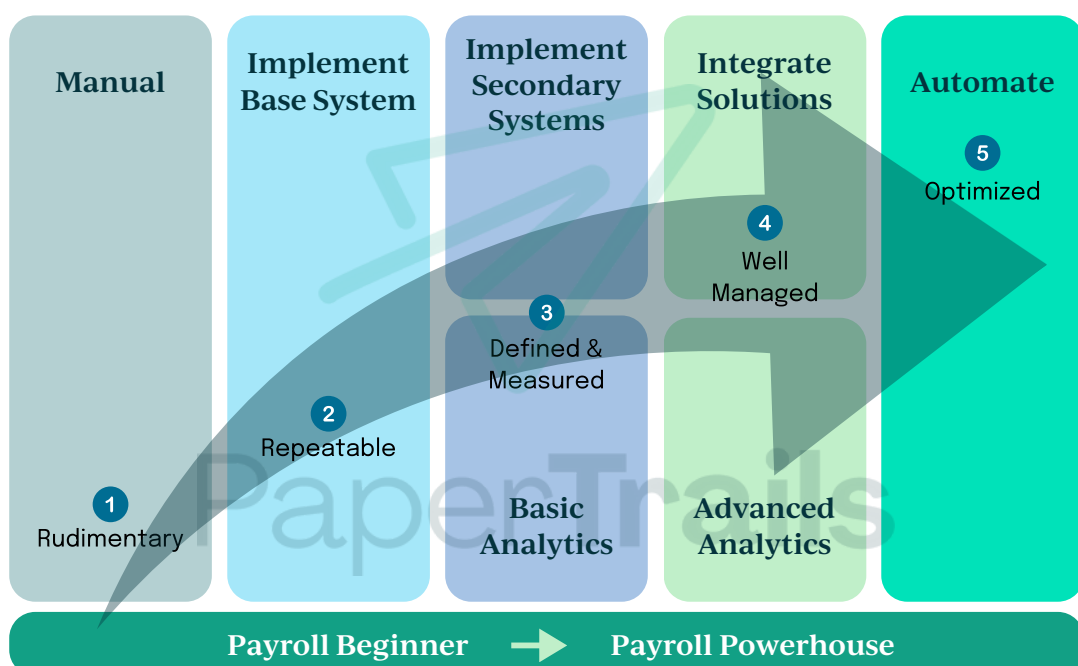 Manual
1
Rudimentary
Implement
Base System
2
Repeatable
Implement
Secondary
Systems
3
Defined &
Measured
Basic
Analytics
Integrate
Solutions
4
Well
Managed
Advanced
Analytics
Automate
5
Optimized
PaperTrails
Payroll Beginner
Payroll Powerhouse